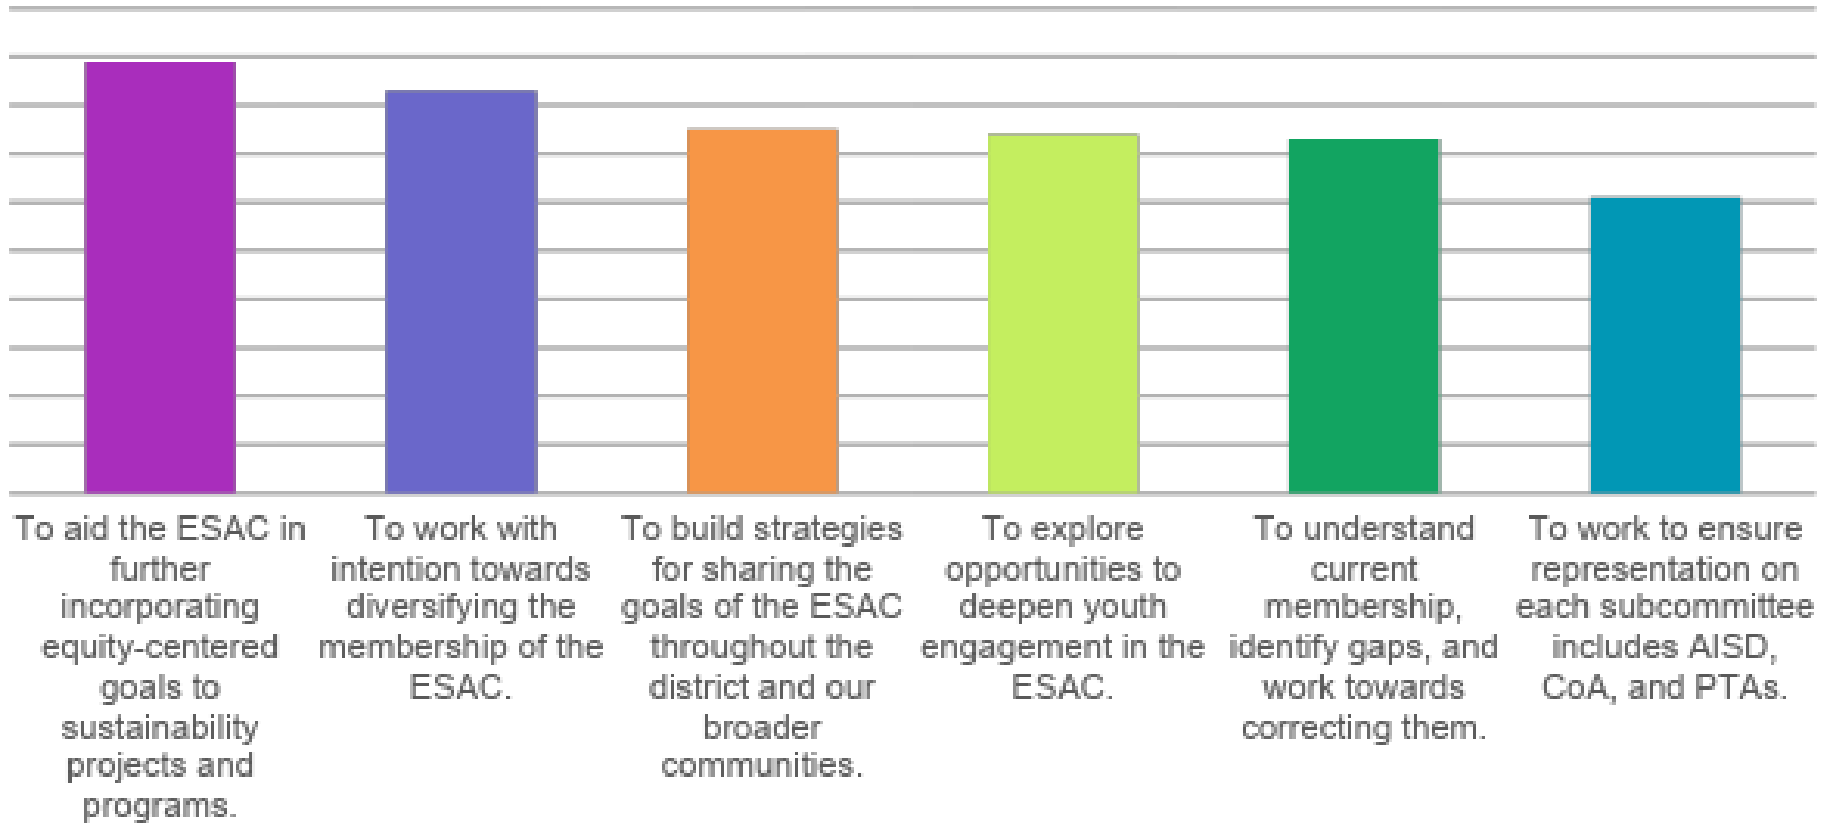 To aid the ESAC in
further
incorporating
equity-centered
goals to
sustainability
projects and
programs.
To work with
intention towards
diversifying the
membership of the
ESAC.
To build strategies
for sharing the
goals of the ESAC
throughout the
district and our
broader
communities.
To explore
opportunities to
deepen youth
engagement in the
ESAC.
To understand
current
membership,
identify gaps, and
work towards
correcting them.
To work to ensure
representation on
each subcommittee
includes AISD,
CoA, and PTAs.